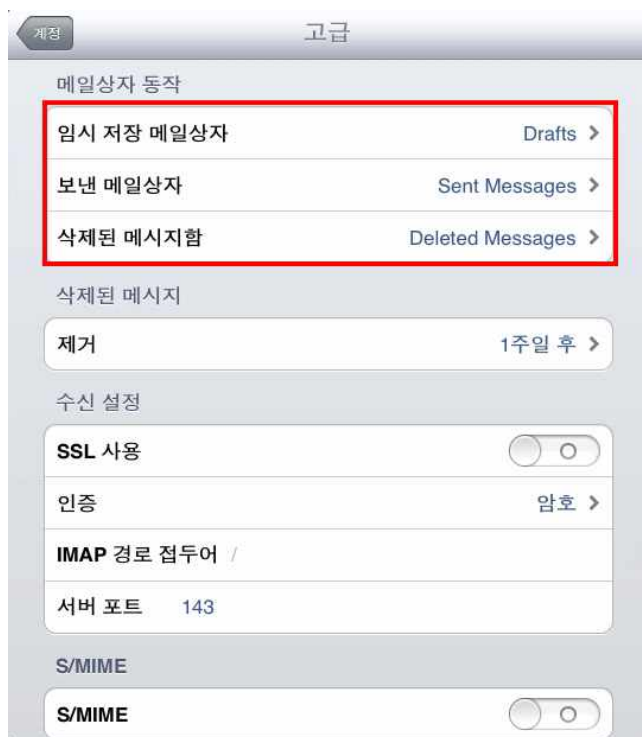 계정
고급
메일상자 동작
임시 저장 메일상자 Drafts
보낸 메일상자 Sent Messages
삭제된 메시지함 Deleted Messages
삭제된 메시지
제거 1주일 후
수신 설정
SSL 사용
인증 암호
IMAP 경로 접두어 /
서버 포트 143
S/MIME
S/MIME